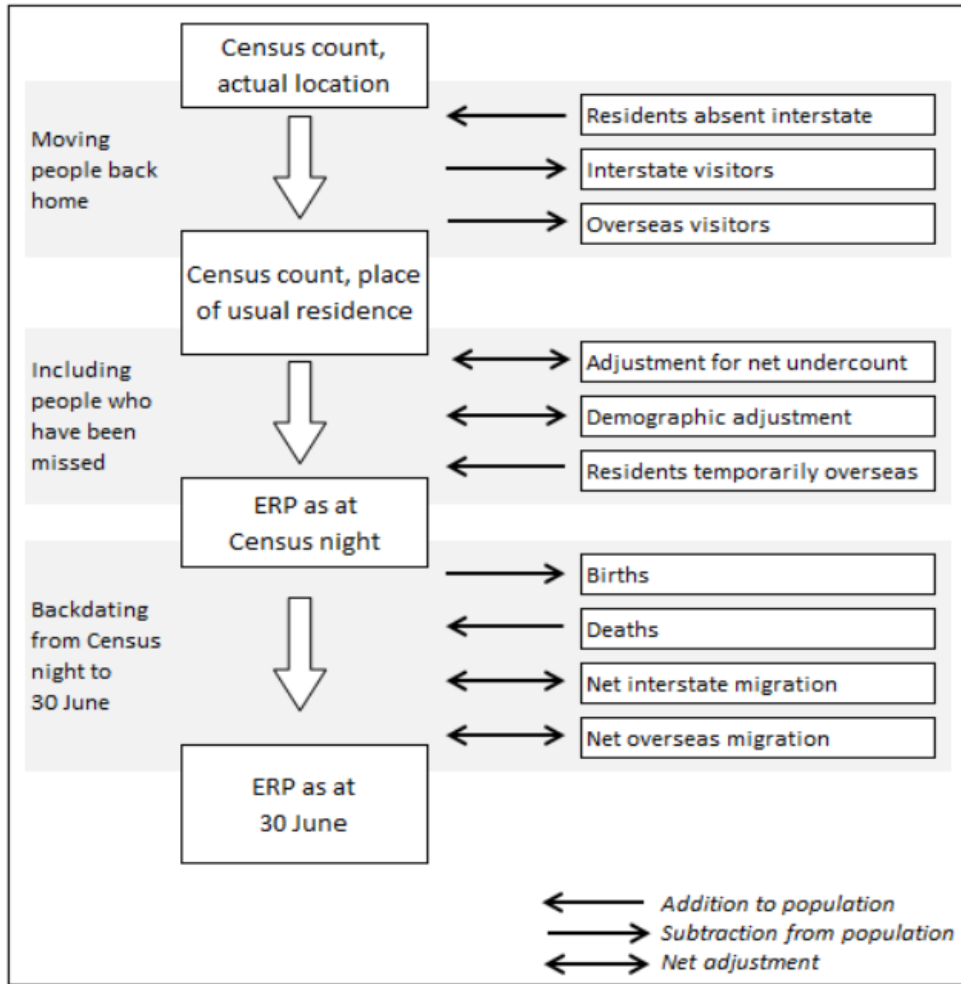 Census count,
actual location
Moving
people back
home
Residents absent interstate
Interstate visitors
Overseas visitors
Census count, place
of usual residence
Including
people who
have been
missed
Adjustment for net undercount
Demographic adjustment
Residents temporarily overseas
ERP as at
Census night
Backdating
from Census
night to
30 June
Births
Deaths
Net interstate migration
Net overseas migration
ERP as at
30 June
Addition to population
Subtraction from population
Net adjustment